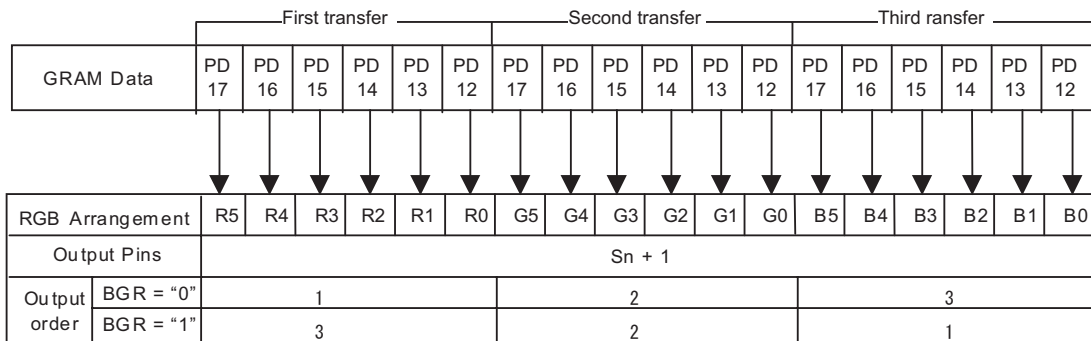 First transfer Second transfer Third ransfer
GRAM Data PD 17 PD 16 PD 15 PD 14 PD 13 PD 12 PD 17 PD 16 PD 15 PD 14 PD 13 PD 12 PD 17 PD 16 PD 15 PD 14 PD 13 PD 12
RGB Arrangement R5 R4 R3 R2 R1 R0 G5 G4 G3 G2 G1 G0 B5 B4 B3 B2 B1 B0
Output Pins Sn + 1
Output order BGR = “0” 1 2 3
BGR = “1” 3 2 1